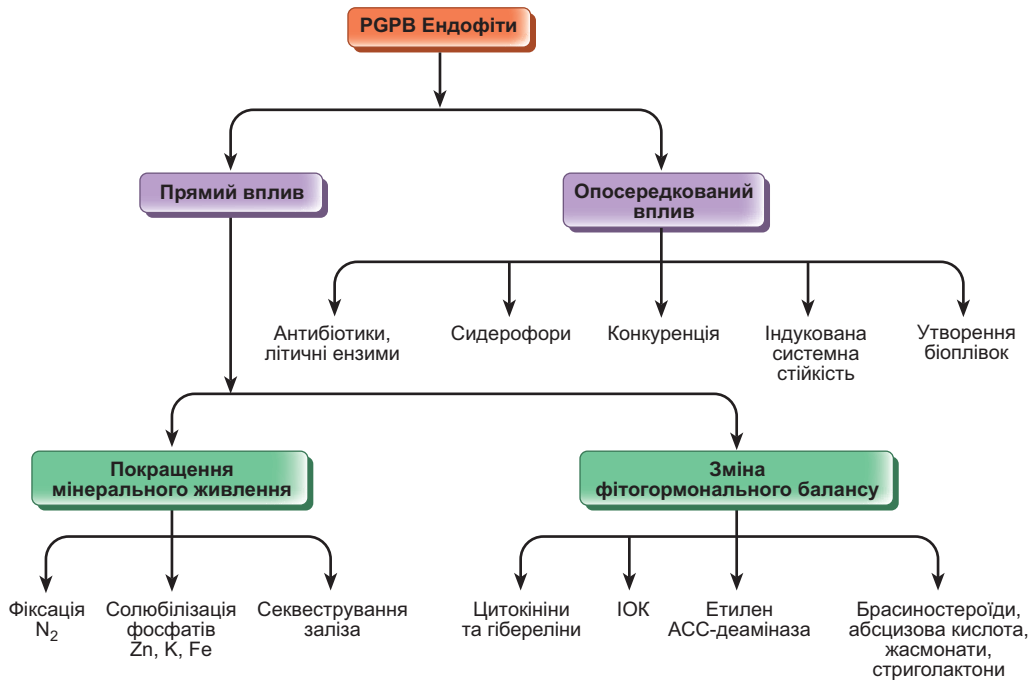 PGPB Ендофіти
Прямий вплив
Опосередкований
вплив
Антибіотики,
літичні ензими
Сидерофори
Конкуренція
Індукована
системна
стійкість
Утворення
біоплівок
Покращення
мінерального живлення
Зміна
фітогормонального балансу
Фіксація
N₂
Солюбілізація
фосфатів
Zn, K, Fe
Секвестрування
заліза
Цитокініни
та гібереліни
ІОК
Етилен
АСС-деаміназа
Брасиностероїди,
абсцизова кислота,
жасмонати,
стриголактони